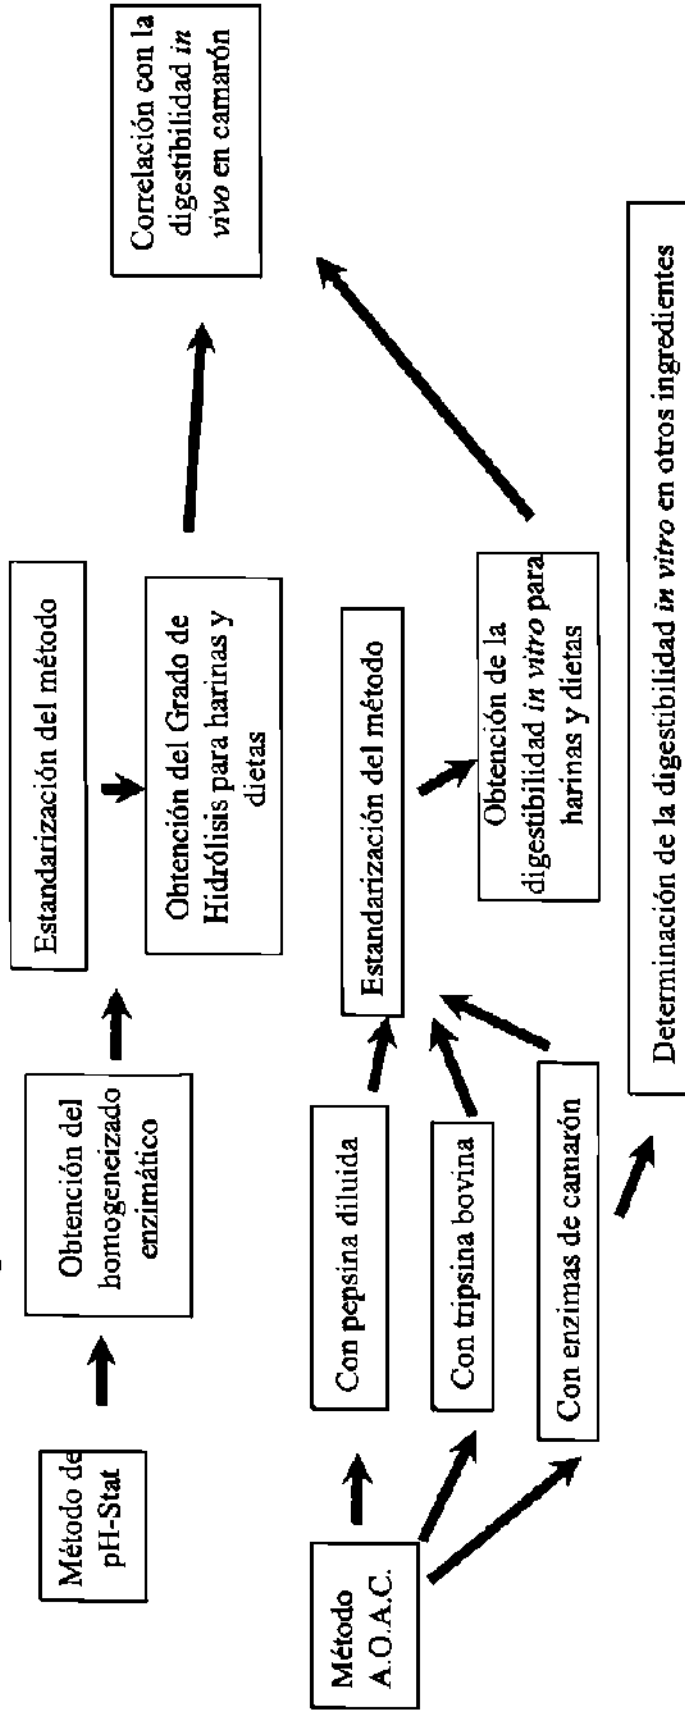 Método de
pH-Stat
Obtención del
homogeneizado
enzimático
Estandarización del método
Obtención del Grado de
Hidrólisis para harinas y
dietas
Correlación con la
digestibilidad in
vivo en camarón
Método
A.O.A.C.
Con pepsina diluida
Con tripsina bovina
Con enzimas de camarón
Estandarización del método
Obtención de la
digestibilidad in vitro para
harinas y dietas
Determinación de la digestibilidad in vitro en otros ingredientes